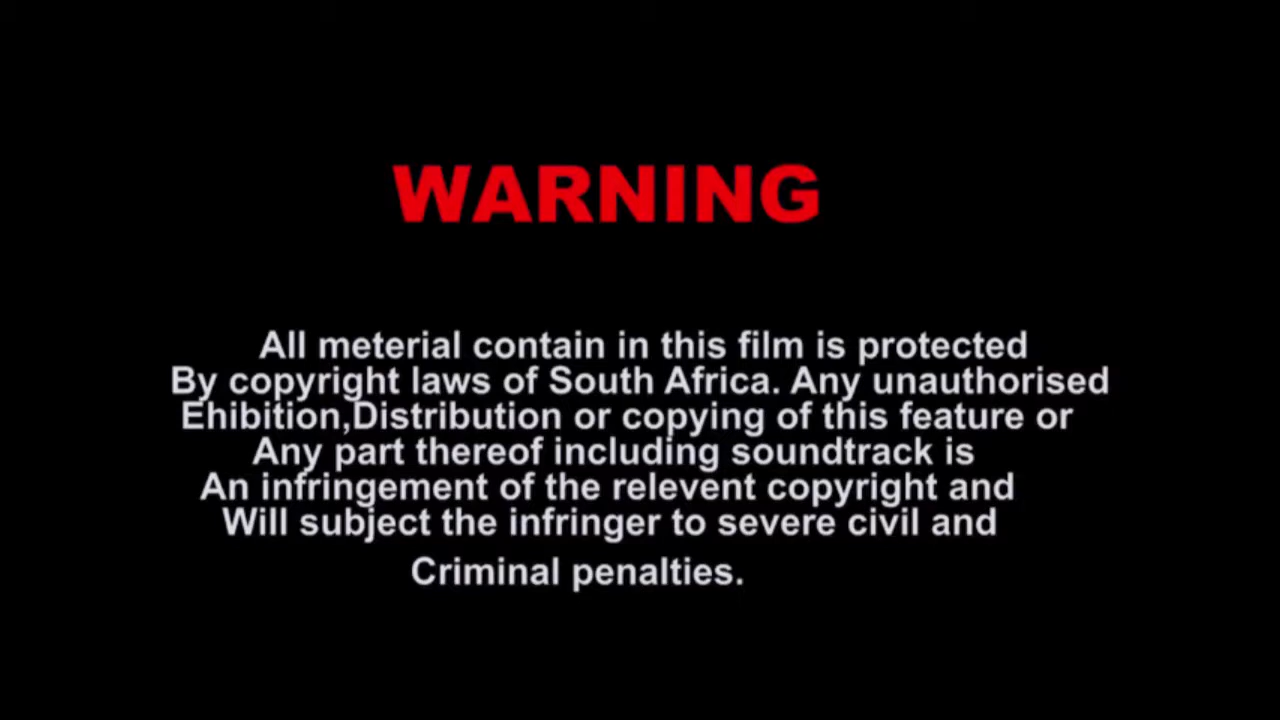 WARNING
All meterial contain in this film is protected
By copyright laws of South Africa. Any unauthorised
Ehibition,Distribution or copying of this feature or
Any part thereof including soundtrack is
An infringement of the relevent copyright and
Will subject the infringer to severe civil and
Criminal penalties.